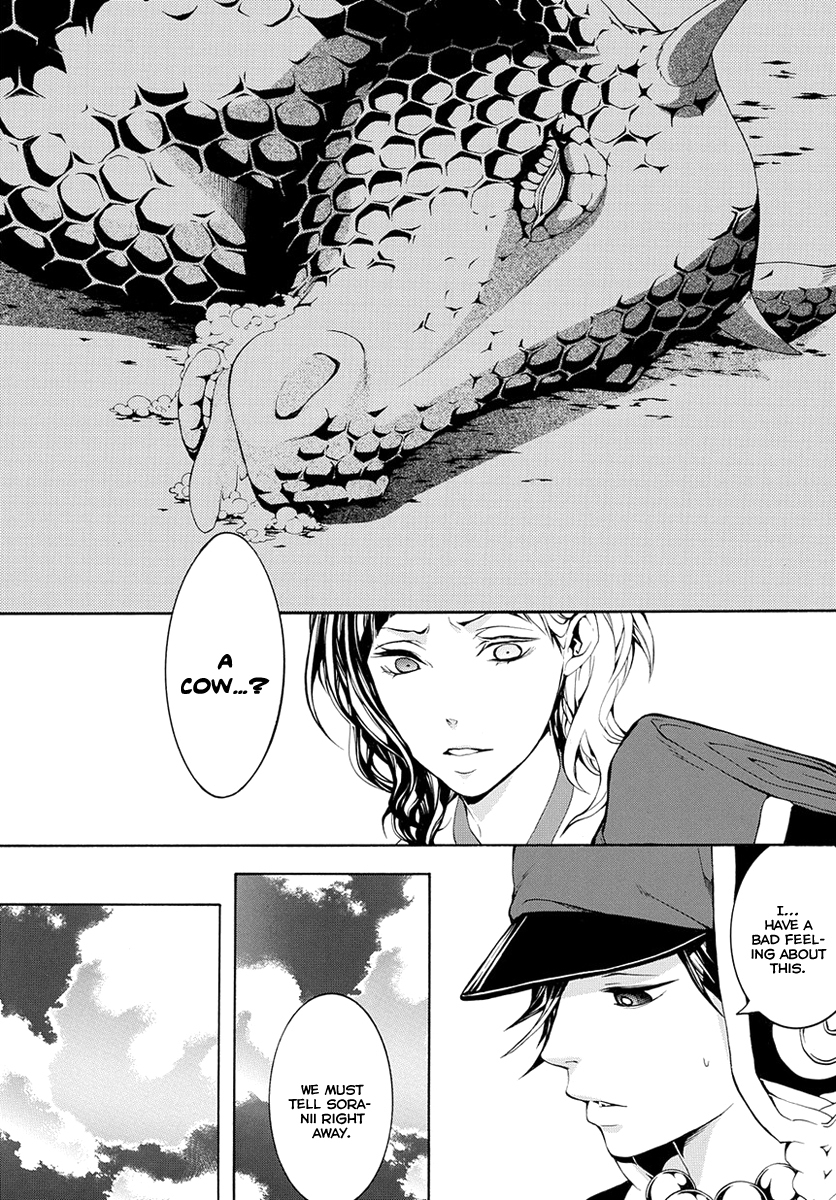 A
COW...?
I...
HAVE A
BAD FEEL-
ING ABOUT
THIS.
WE MUST
TELL SORA-
NII RIGHT
AWAY.